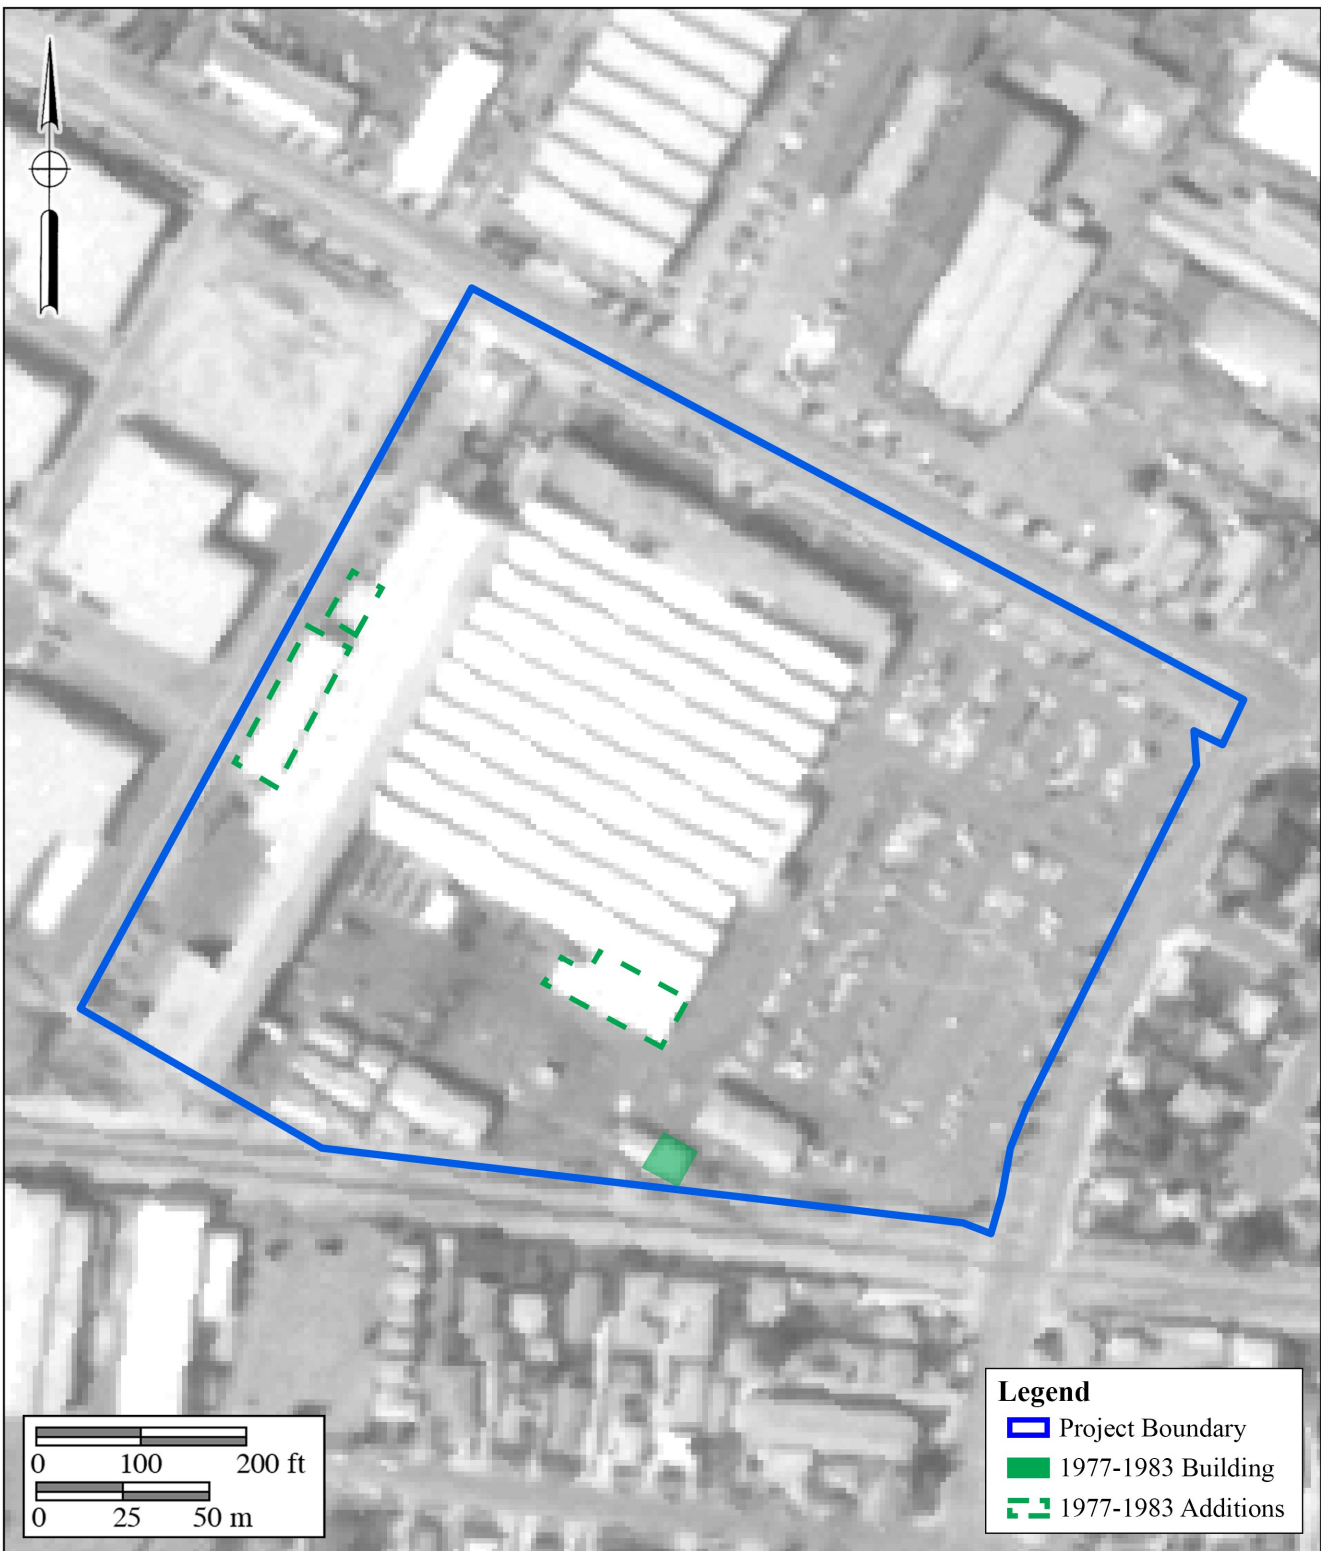 0 100 200 ft
0 25 50 m
Legend
Project Boundary
1977-1983 Building
1977-1983 Additions